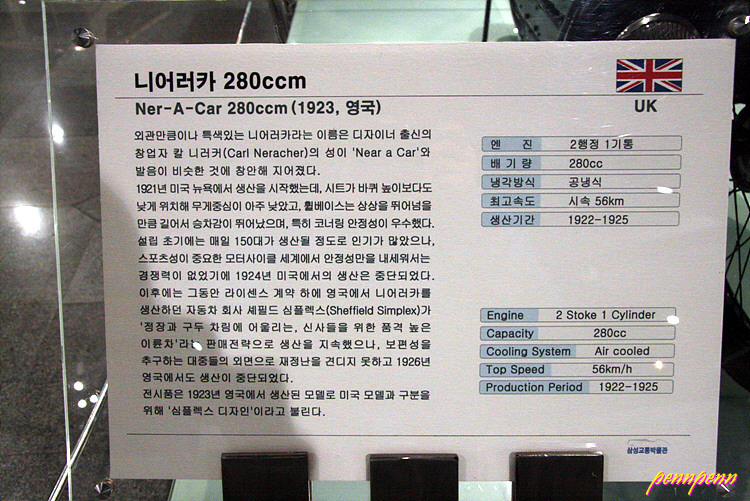 니어러카 280ccm
Ner-A-Car 280ccm (1923, 영국)
UK
외관만큼이나 특색있는 니어러카라는 이름은 디자이너 출신의
창업자 칼 니러커(Carl Neracher)의 성이 'Near a Car'와
발음이 비슷한 것에 창안해 지어졌다.
1921년 미국 뉴욕에서 생산을 시작했는데, 시트가 바퀴 높이보다도
낮게 위치해 무게중심이 아주 낮았고, 휠베이스는 상상을 뛰어넘을
만큼 길어서 승차감이 뛰어났으며, 특히 코너링 안정성이 우수했다.
설립 초기에는 매일 150대가 생산될 정도로 인기가 많았으나,
스포츠성이 중요한 모터사이클 세계에서 안정성만을 내세워서는
경쟁력이 없었기에 1924년 미국에서의 생산은 중단되었다.
이후에는 그동안 라이센스 계약 하에 영국에서 니어러카를
생산하던 자동차 회사 셰필드 심플렉스(Sheffield Simplex)가
'정장과 구두 차림에 어울리는, 신사들을 위한 품격 높은
이륜차'라는 판매전략으로 생산을 지속했으나, 보편성을
추구하는 대중들의 외면으로 재정난을 견디지 못하고 1926년
영국에서도 생산이 중단되었다.
전시품은 1923년 영국에서 생산된 모델로 미국 모델과 구분을
위해 '심플렉스 디자인'이라고 불린다.
엔 진 2행정 1기통
배 기 량 280cc
냉각방식 공냉식
최고속도 시속 56km
생산기간 1922-1925
Engine 2 Stoke 1 Cylinder
Capacity 280cc
Cooling System Air cooled
Top Speed 56km/h
Production Period 1922-1925
삼성교통박물관
pennpenn